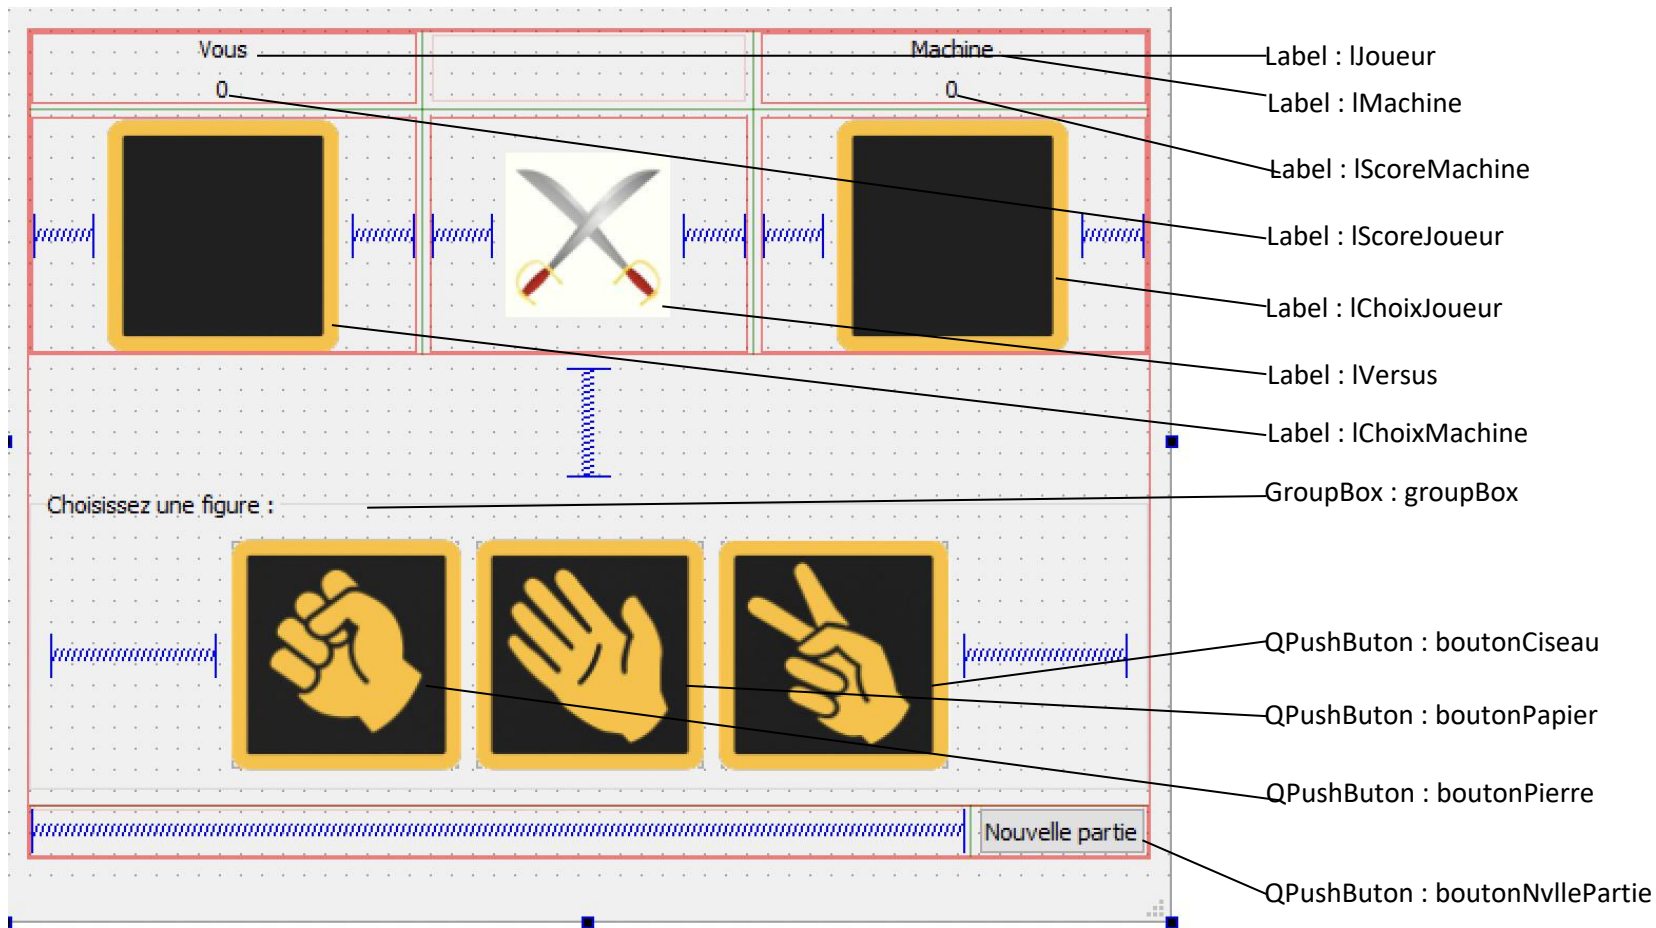 Vous
Machine
0
0
Choisissez une figure :
Nouvelle partie
Label : lJoueur
Label : lMachine
Label : lScoreMachine
Label : lScoreJoueur
Label : lChoixJoueur
Label : lVersus
Label : lChoixMachine
GroupBox : groupBox
QPushButon : boutonCiseau
QPushButon : boutonPapier
QPushButon : boutonPierre
QPushButon : boutonNvllePartie